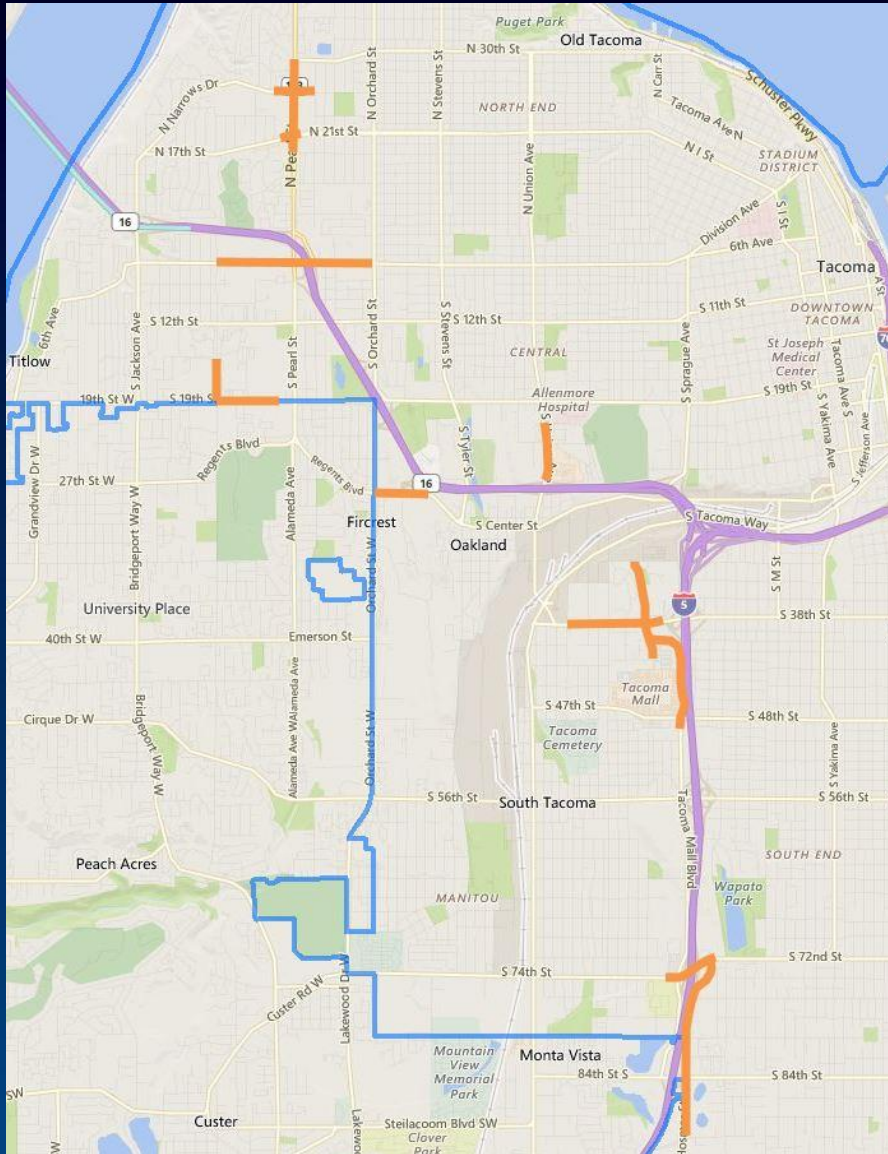 Puget Park
Old Tacoma
N 30th St
N Narrows Dr
N Orchard St
N Stevens St
NORTH END
N Carr St
Schuster Pkwy
Tacoma Ave N
N 21st St
N 17th St
N Pearl St
N Union Ave
N I St
STADIUM
DISTRICT
16
Division Ave
S I St
6th Ave
Tacoma
A St
6th Ave
S 11th St
DOWNTOWN
TACOMA
S 12th St
S 12th St
S Jackson Ave
S Pearl St
S Orchard St
S Stevens St
CENTRAL
S Sprague Ave
St Joseph
Medical
Center
Tacoma Ave S
Titlow
Allenmore
Hospital
S 19th St
19th St W
S 19th St
S Yakima Ave
S Jefferson Ave
S Tyler St
Regents Blvd
Regents Blvd
27th St W
16
Grandview Dr W
Bridgeport Way W
Alameda Ave
Fircrest
S Center St
S Tacoma Way
Oakland
Orchard St W
S M St
University Place
5
S 38th St
40th St W
Emerson St
Tacoma
Mall
S 47th St
S 48th St
Cirque Dr W
Bridgeport Way W
Alameda Ave W
Alameda Ave
Orchard St W
Tacoma
Cemetery
S Yakima Ave
S 56th St
S 56th St
South Tacoma
Tacoma Mall Blvd
SOUTH END
Peach Acres
MANITOU
Wapato
Park
S 72nd St
S 74th St
Custer Rd W
Lakewood Dr W
Mountain
View
Memorial
Park
Monta Vista
84th St S
S 84th St
SW
Custer
Steilacoom Blvd SW
Clover
Park
W